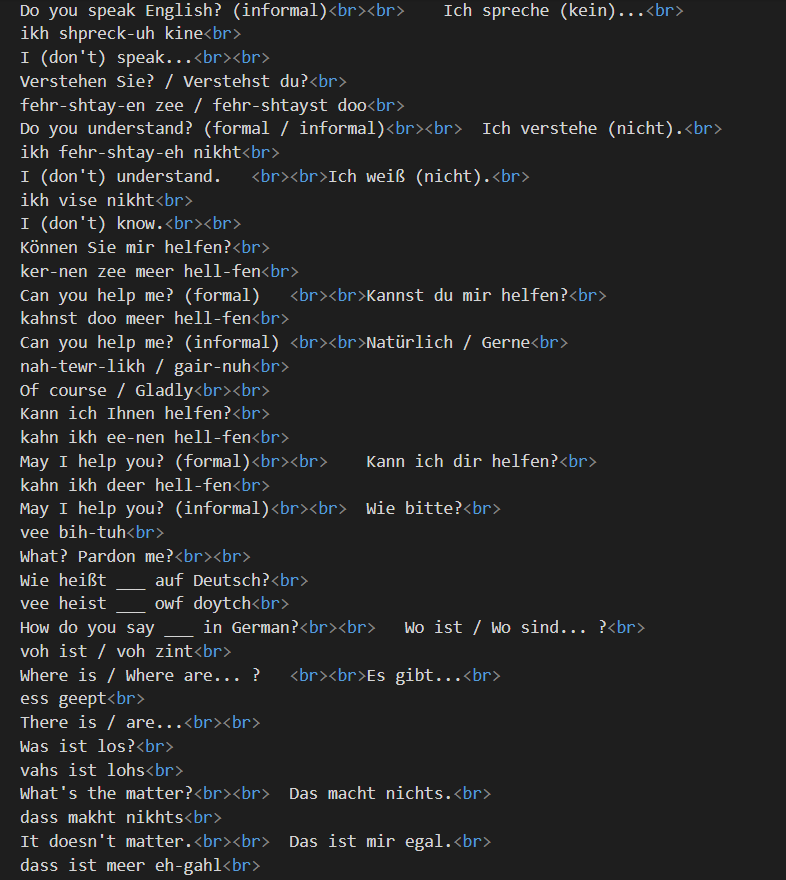 Do you speak English? (informal)<br><br>    Ich spreche (kein)...<br>
ikh shpreck-uh kine<br>
I (don't) speak...<br><br>
Verstehen Sie? / Verstehst du?<br>
fehr-shtay-en zee / fehr-shtayst doo<br>
Do you understand? (formal / informal)<br><br>  Ich verstehe (nicht).<br>
ikh fehr-shtay-eh nikht<br>
I (don't) understand.   <br><br>Ich weiß (nicht).<br>
ikh vise nikht<br>
I (don't) know.<br><br>
Können Sie mir helfen?<br>
ker-nen zee meer hell-fen<br>
Can you help me? (formal)   <br><br>Kannst du mir helfen?<br>
kahnst doo meer hell-fen<br>
Can you help me? (informal) <br><br>Natürlich / Gerne<br>
nah-tewr-likh / gair-nuh<br>
Of course / Gladly<br><br>
Kann ich Ihnen helfen?<br>
kahn ikh ee-nen hell-fen<br>
May I help you? (formal)<br><br>    Kann ich dir helfen?<br>
kahn ikh deer hell-fen<br>
May I help you? (informal)<br><br>  Wie bitte?<br>
vee bih-tuh<br>
What? Pardon me?<br><br>
Wie heißt ___ auf Deutsch?<br>
vee heist ___ owf doytch<br>
How do you say ___ in German?<br><br>   Wo ist / Wo sind... ?<br>
voh ist / voh zint<br>
Where is / Where are... ?   <br><br>Es gibt...<br>
ess geept<br>
There is / are...<br><br>
Was ist los?<br>
vahs ist lohs<br>
What's the matter?<br><br>  Das macht nichts.<br>
dass makht nikhts<br>
It doesn't matter.<br><br>  Das ist mir egal.<br>
dass ist meer eh-gahl<br>